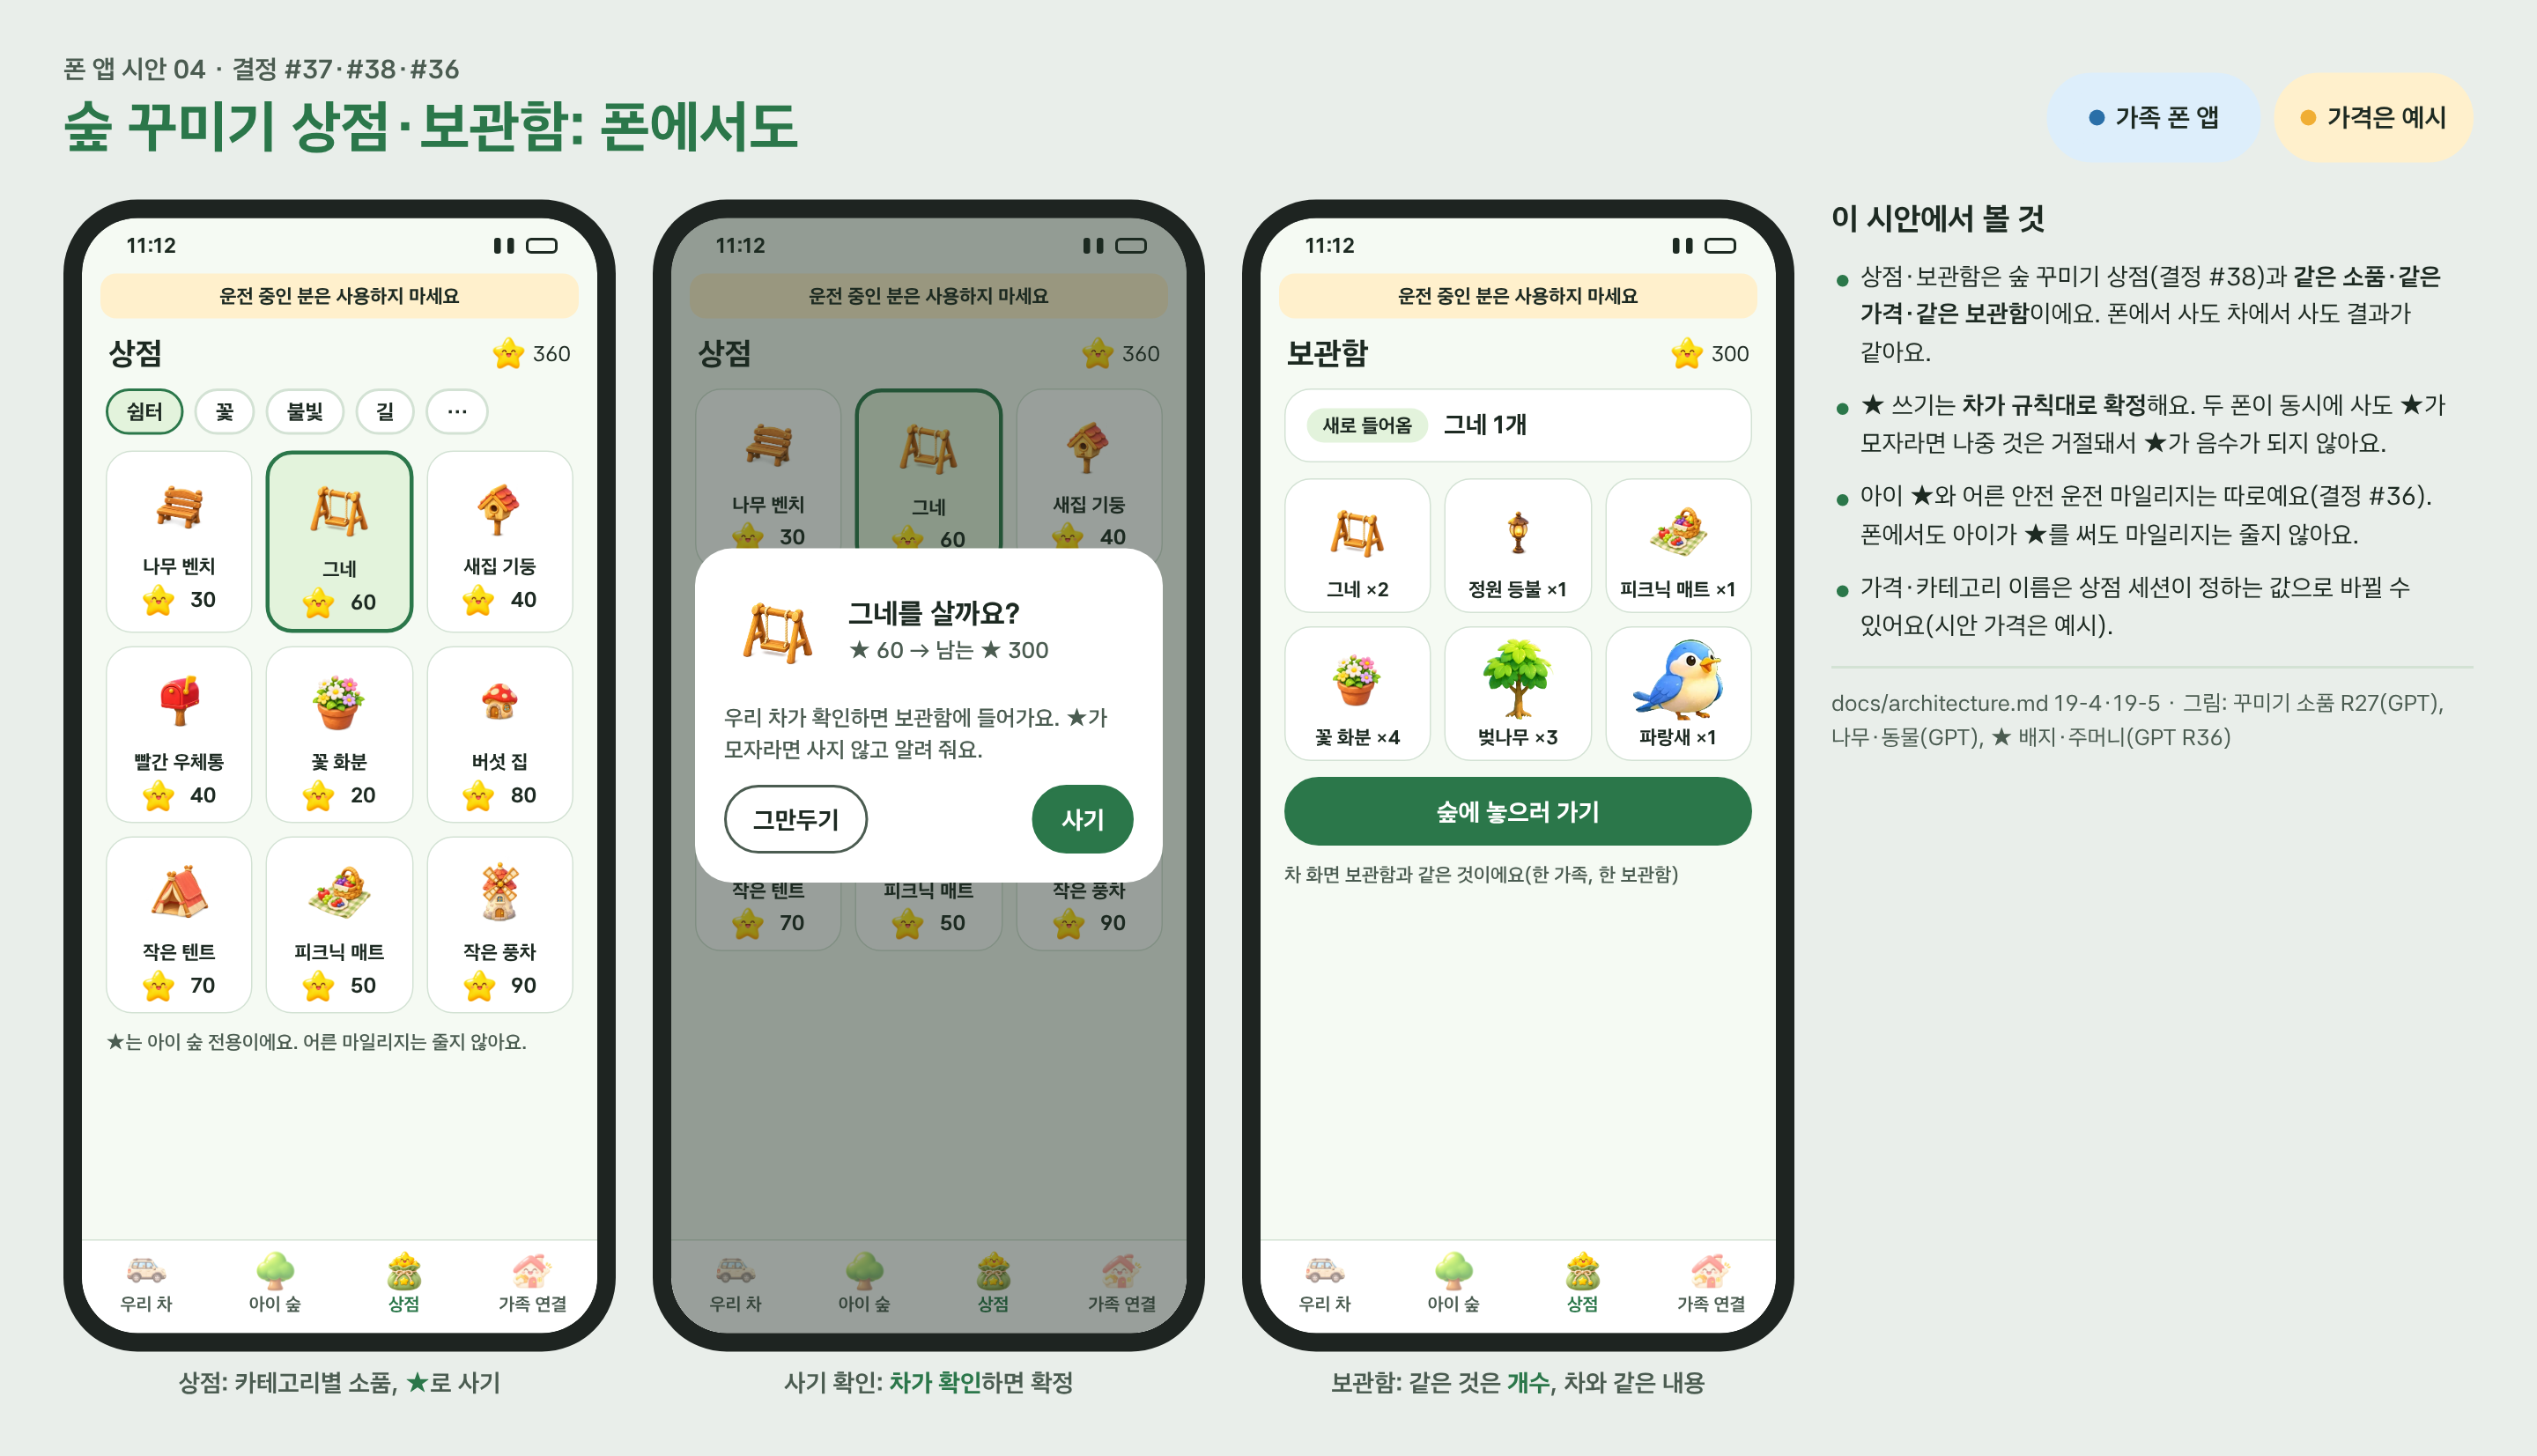 폰 앱 시안 04 · 결정 #37·#38·#36
숲 꾸미기 상점·보관함: 폰에서도
가족 폰 앱
가격은 예시
11:12
운전 중인 분은 사용하지 마세요
상점
360
쉼터
꽃
불빛
길
···
나무 벤치
30
그네
60
새집 기둥
40
빨간 우체통
40
꽃 화분
20
버섯 집
80
작은 텐트
70
피크닉 매트
50
작은 풍차
90
★는 아이 숲 전용이에요. 어른 마일리지는 줄지 않아요.
우리 차
아이 숲
상점
가족 연결
상점: 카테고리별 소품, ★로 사기
11:12
운전 중인 분은 사용하지 마세요
상점
360
나무 벤치
30
그네
60
새집 기둥
40
그네를 살까요?
★ 60 → 남는 ★ 300
우리 차가 확인하면 보관함에 들어가요. ★가
모자라면 사지 않고 알려 줘요.
그만두기
사기
작은 텐트
70
피크닉 매트
50
작은 풍차
90
우리 차
아이 숲
상점
가족 연결
사기 확인: 차가 확인하면 확정
11:12
운전 중인 분은 사용하지 마세요
보관함
300
새로 들어옴
그네 1개
그네 ×2
정원 등불 ×1
피크닉 매트 ×1
꽃 화분 ×4
벚나무 ×3
파랑새 ×1
숲에 놓으러 가기
차 화면 보관함과 같은 것이에요(한 가족, 한 보관함)
우리 차
아이 숲
상점
가족 연결
보관함: 같은 것은 개수, 차와 같은 내용
이 시안에서 볼 것
상점·보관함은 숲 꾸미기 상점(결정 #38)과 같은 소품·같은
가격·같은 보관함이에요. 폰에서 사도 차에서 사도 결과가
같아요.
★ 쓰기는 차가 규칙대로 확정해요. 두 폰이 동시에 사도 ★가
모자라면 나중 것은 거절돼서 ★가 음수가 되지 않아요.
아이 ★와 어른 안전 운전 마일리지는 따로예요(결정 #36).
폰에서도 아이가 ★를 써도 마일리지는 줄지 않아요.
가격·카테고리 이름은 상점 세션이 정하는 값으로 바뀔 수
있어요(시안 가격은 예시).
docs/architecture.md 19-4·19-5 · 그림: 꾸미기 소품 R27(GPT),
나무·동물(GPT), ★ 배지·주머니(GPT R36)